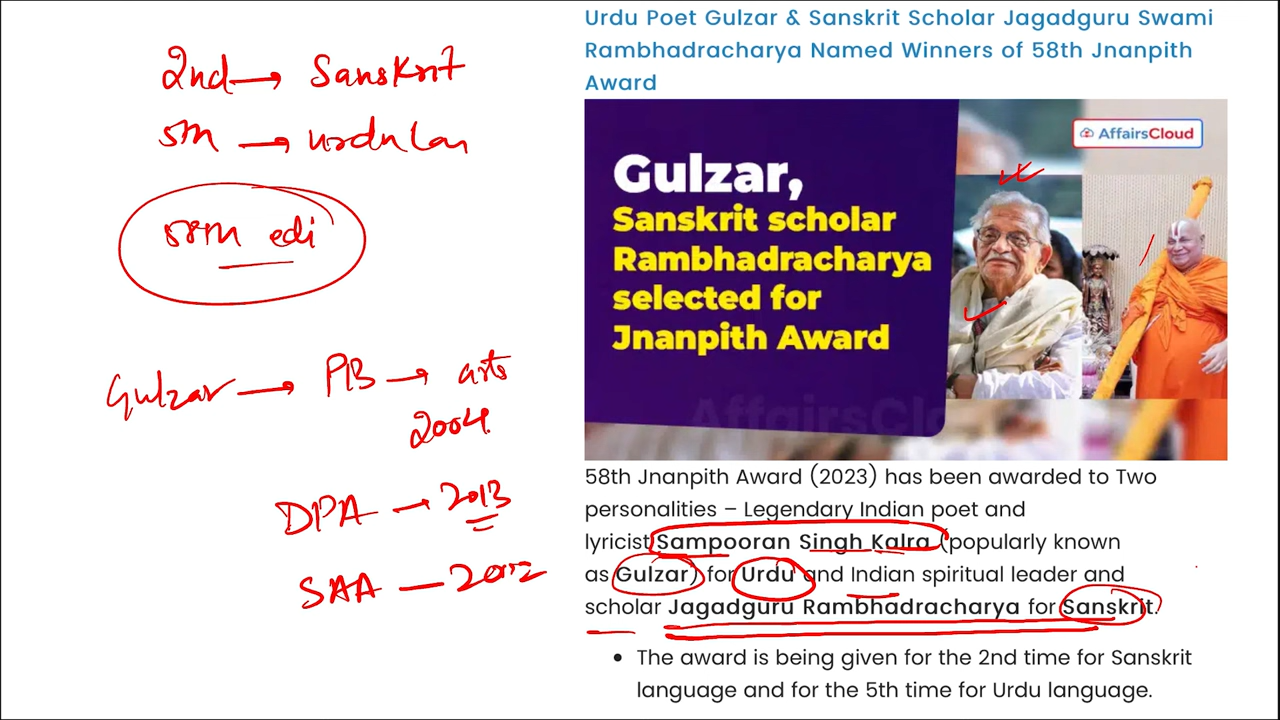 2nd → Sanskrit
5th → urdu lan
58th edi
Gulzar → PB → arts
2004.
DPA → 2013
SAA — 2002
Urdu Poet Gulzar & Sanskrit Scholar Jagadguru Swami
Rambhadracharya Named Winners of 58th Jnanpith
Award
AffairsCloud
Gulzar,
Sanskrit scholar
Rambhadracharya
selected for
Jnanpith Award
AffairsClo
58th Jnanpith Award (2023) has been awarded to Two
personalities – Legendary Indian poet and
lyricist Sampooran Singh Kalra (popularly known
as Gulzar) for Urdu and Indian spiritual leader and
scholar Jagadguru Rambhadracharya for Sanskrit.
• The award is being given for the 2nd time for Sanskrit
language and for the 5th time for Urdu language.